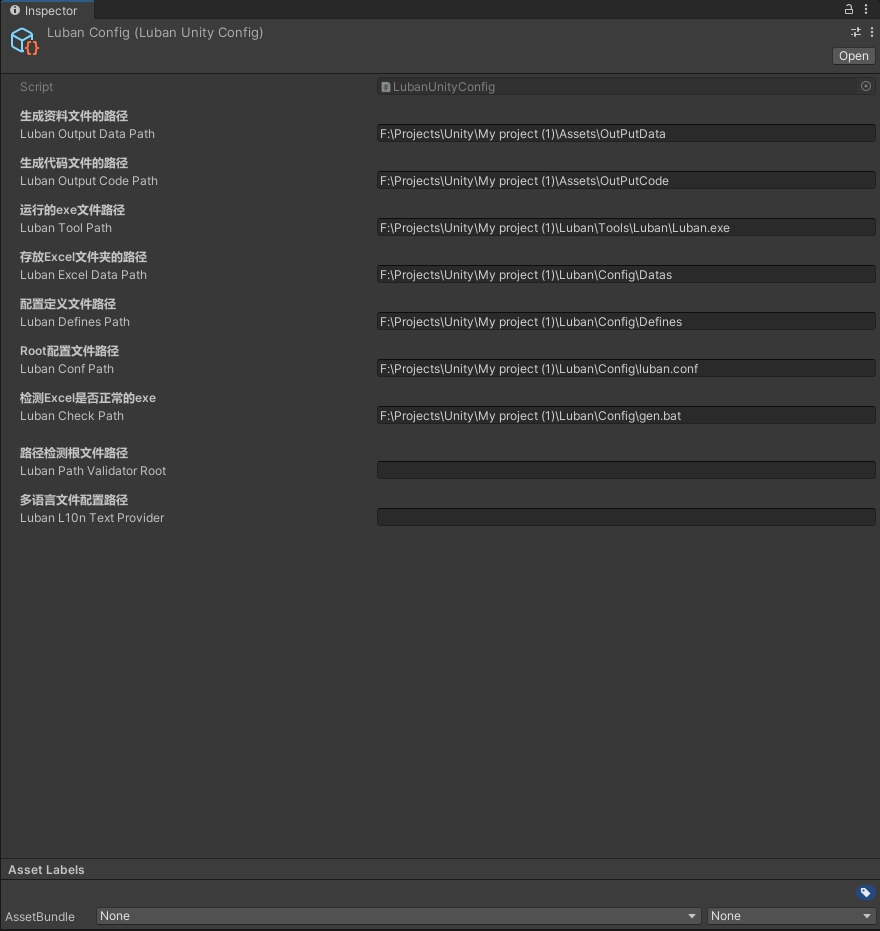 Inspector
Luban Config (Luban Unity Config)
Open
Script
LubanUnityConfig
生成资料文件的路径
Luban Output Data Path
F:\Projects\Unity\My project (1)\Assets\OutPutData
生成代码文件的路径
Luban Output Code Path
F:\Projects\Unity\My project (1)\Assets\OutPutCode
运行的exe文件路径
Luban Tool Path
F:\Projects\Unity\My project (1)\Luban\Tools\Luban\Luban.exe
存放Excel文件夹的路径
Luban Excel Data Path
F:\Projects\Unity\My project (1)\Luban\Config\Datas
配置定义文件路径
Luban Defines Path
F:\Projects\Unity\My project (1)\Luban\Config\Defines
Root配置文件路径
Luban Conf Path
F:\Projects\Unity\My project (1)\Luban\Config\luban.conf
检测Excel是否正常的exe
Luban Check Path
F:\Projects\Unity\My project (1)\Luban\Config\gen.bat
路径检测根文件路径
Luban Path Validator Root
多语言文件配置路径
Luban L10n Text Provider
Asset Labels
AssetBundle
None
None